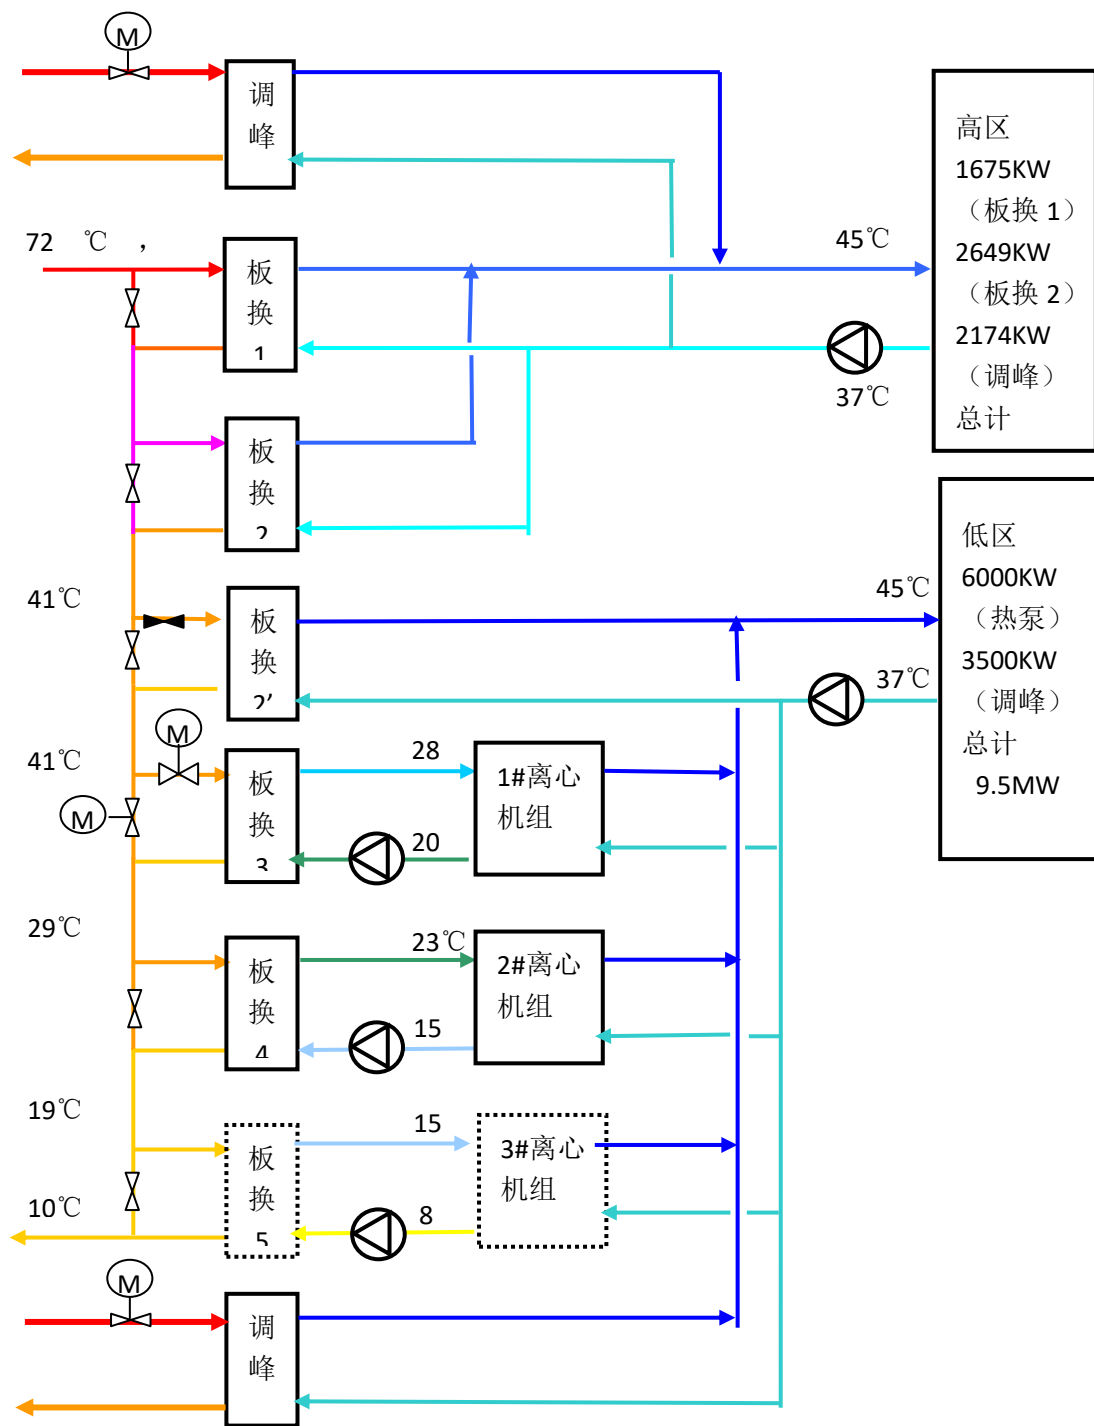 M
调
峰
高区
1675KW
（板换 1）
2649KW
（板换 2）
2174KW
（调峰）
总计
72 ℃ ，
板
换
1
45℃
37℃
板
换
2
低区
6000KW
（热泵）
3500KW
（调峰）
总计
9.5MW
41℃
板
换
2’
45℃
37℃
M
41℃
M
板
换
3
28
20
1#离心
机组
29℃
板
换
4
23℃
15
2#离心
机组
19℃
板
换
5
15
8
3#离心
机组
10℃
M
调
峰